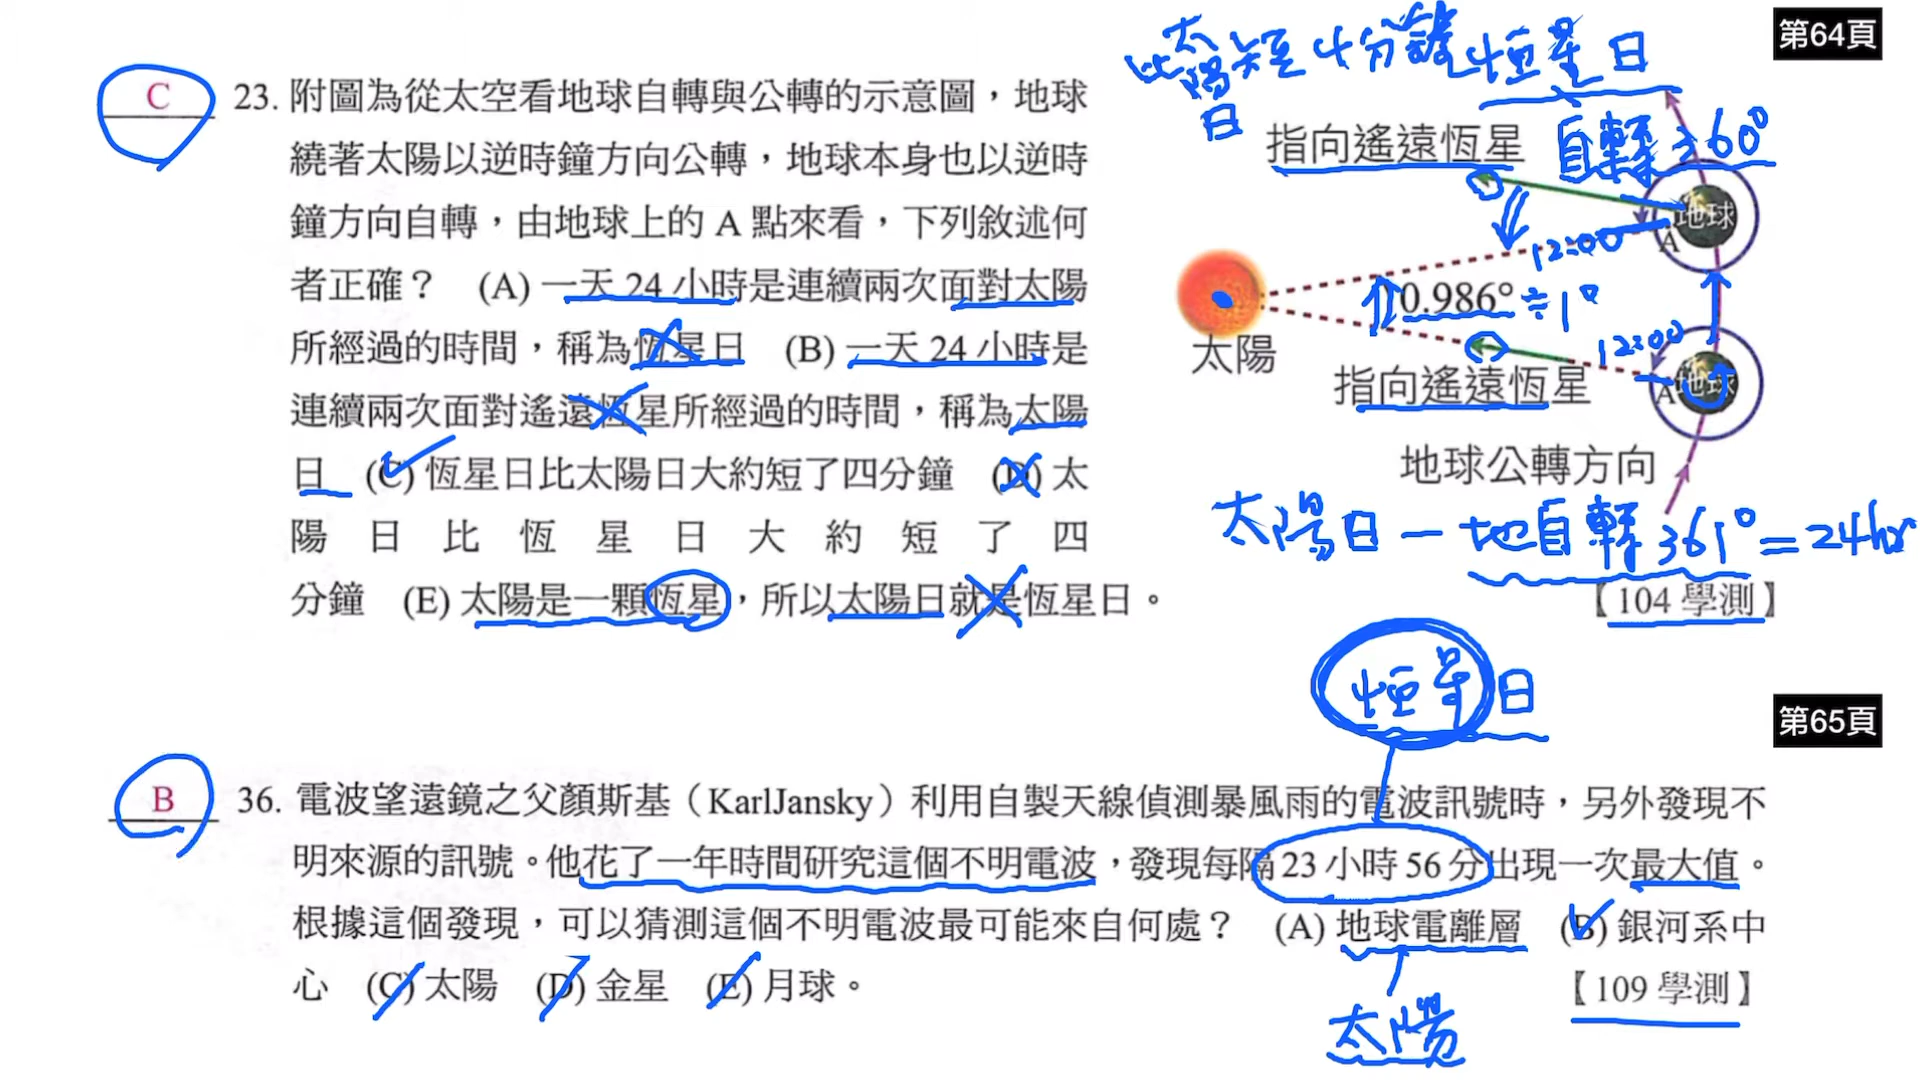 第64頁
比太陽日短4分鐘 恆星日
C 23. 附圖為從太空看地球自轉與公轉的示意圖，地球
繞著太陽以逆時鐘方向公轉，地球本身也以逆時
鐘方向自轉，由地球上的 A 點來看，下列敘述何
者正確？ (A) 一天 24 小時是連續兩次面對太陽
所經過的時間，稱為恆星日 (B) 一天 24 小時是
連續兩次面對遙遠恆星所經過的時間，稱為太陽
日 (C) 恆星日比太陽日大約短了四分鐘 (D) 太
陽日比恆星日大約短了四
分鐘 (E) 太陽是一顆恆星，所以太陽日就是恆星日。
指向遙遠恆星
自轉360°
地球
A
12:00
0.986° ≑1°
太陽
12:00
地球
A
指向遙遠恆星
地球公轉方向
太陽日－地自轉361°=24hr
【104 學測】
恆星日
第65頁
B 36. 電波望遠鏡之父顏斯基（KarlJansky）利用自製天線偵測暴風雨的電波訊號時，另外發現不
明來源的訊號。他花了一年時間研究這個不明電波，發現每隔 23 小時 56 分出現一次最大值。
根據這個發現，可以猜測這個不明電波最可能來自何處？ (A) 地球電離層 (B) 銀河系中
心 (C) 太陽 (D) 金星 (E) 月球。
【109 學測】
太陽